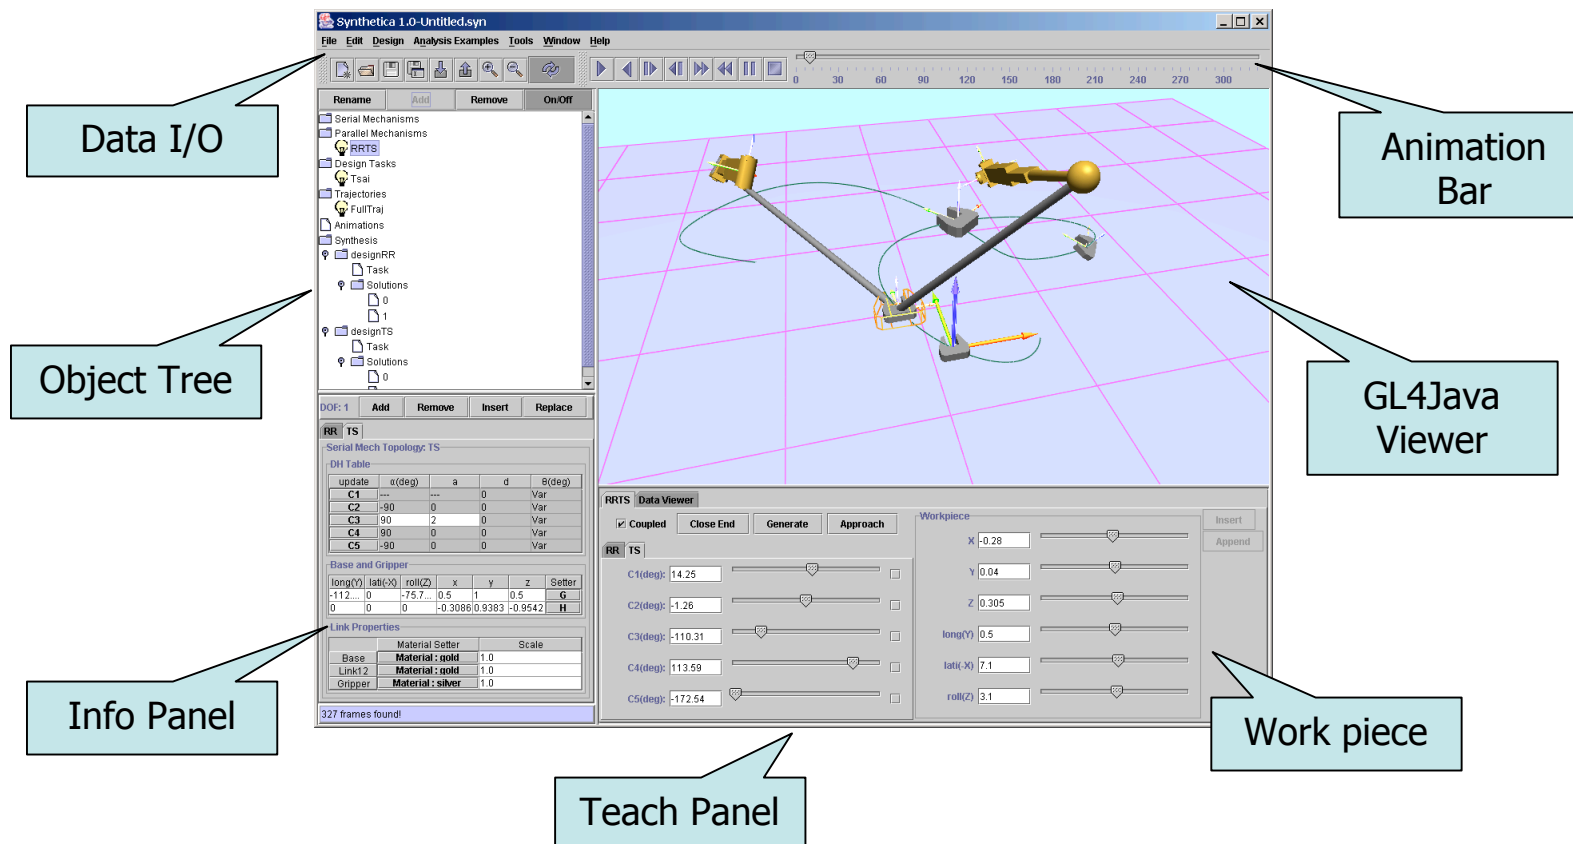 Synthetica 1.0-Untitled.syn
File Edit Design Analysis Examples Tools Window Help
0 30 60 90 120 150 180 210 240 270 300
Rename Add Remove On/Off
Serial Mechanisms
Parallel Mechanisms
RRTS
Design Tasks
Tsai
Trajectories
FullTraj
Animations
Synthesis
designRR
Task
Solutions
0
1
designTS
Task
Solutions
0
DOF: 1 Add Remove Insert Replace
RR TS
Serial Mech Topology: TS
DH Table
update α(deg) a d θ(deg)
C1 --- --- 0 Var
C2 -90 0 0 Var
C3 90 2 0 Var
C4 90 0 0 Var
C5 -90 0 0 Var
Base and Gripper
long(Y) lati(-X) roll(Z) x y z Setter
-112... 0 -75.7... 0.5 1 0.5 G
0 0 0 -0.3086 0.9383 -0.9542 H
Link Properties
Material Setter Scale
Base Material : gold 1.0
Link12 Material : gold 1.0
Gripper Material : silver 1.0
327 frames found!
RRTS Data Viewer
Coupled Close End Generate Approach
RR TS
C1(deg): 14.25
C2(deg): -1.26
C3(deg): -110.31
C4(deg): 113.59
C5(deg): -172.54
Workpiece
X -0.28
Y 0.04
Z 0.305
long(Y) 0.5
lati(-X) 7.1
roll(Z) 3.1
Insert
Append
Data I/O
Object Tree
Info Panel
Teach Panel
Work piece
GL4Java
Viewer
Animation
Bar